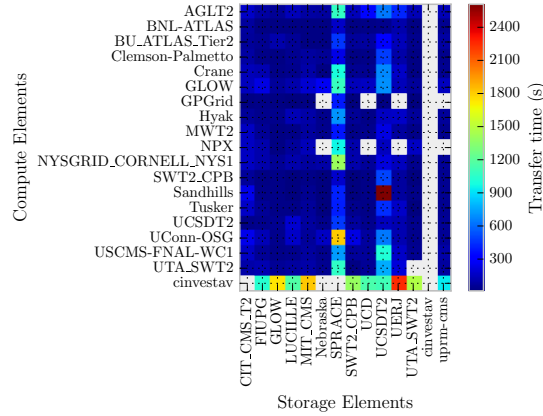 AGLT2
BNL-ATLAS
BU_ATLAS_Tier2
Clemson-Palmetto
Crane
GLOW
GPGrid
Hyak
MWT2
NPX
NYSGRID_CORNELL_NYS1
SWT2_CPB
Sandhills
Tusker
UCSDT2
UConn-OSG
USCMS-FNAL-WC1
UTA_SWT2
cinvestav
Compute Elements
CIT_CMS_T2
FIUPG
GLOW
LUCILLE
MIT_CMS
Nebraska
SPRACE
SWT2_CPB
UCD
UCSDT2
UERJ
UTA_SWT2
cinvestav
uprm-cms
Storage Elements
2400
2100
1800
1500
1200
900
600
300
Transfer time (s)